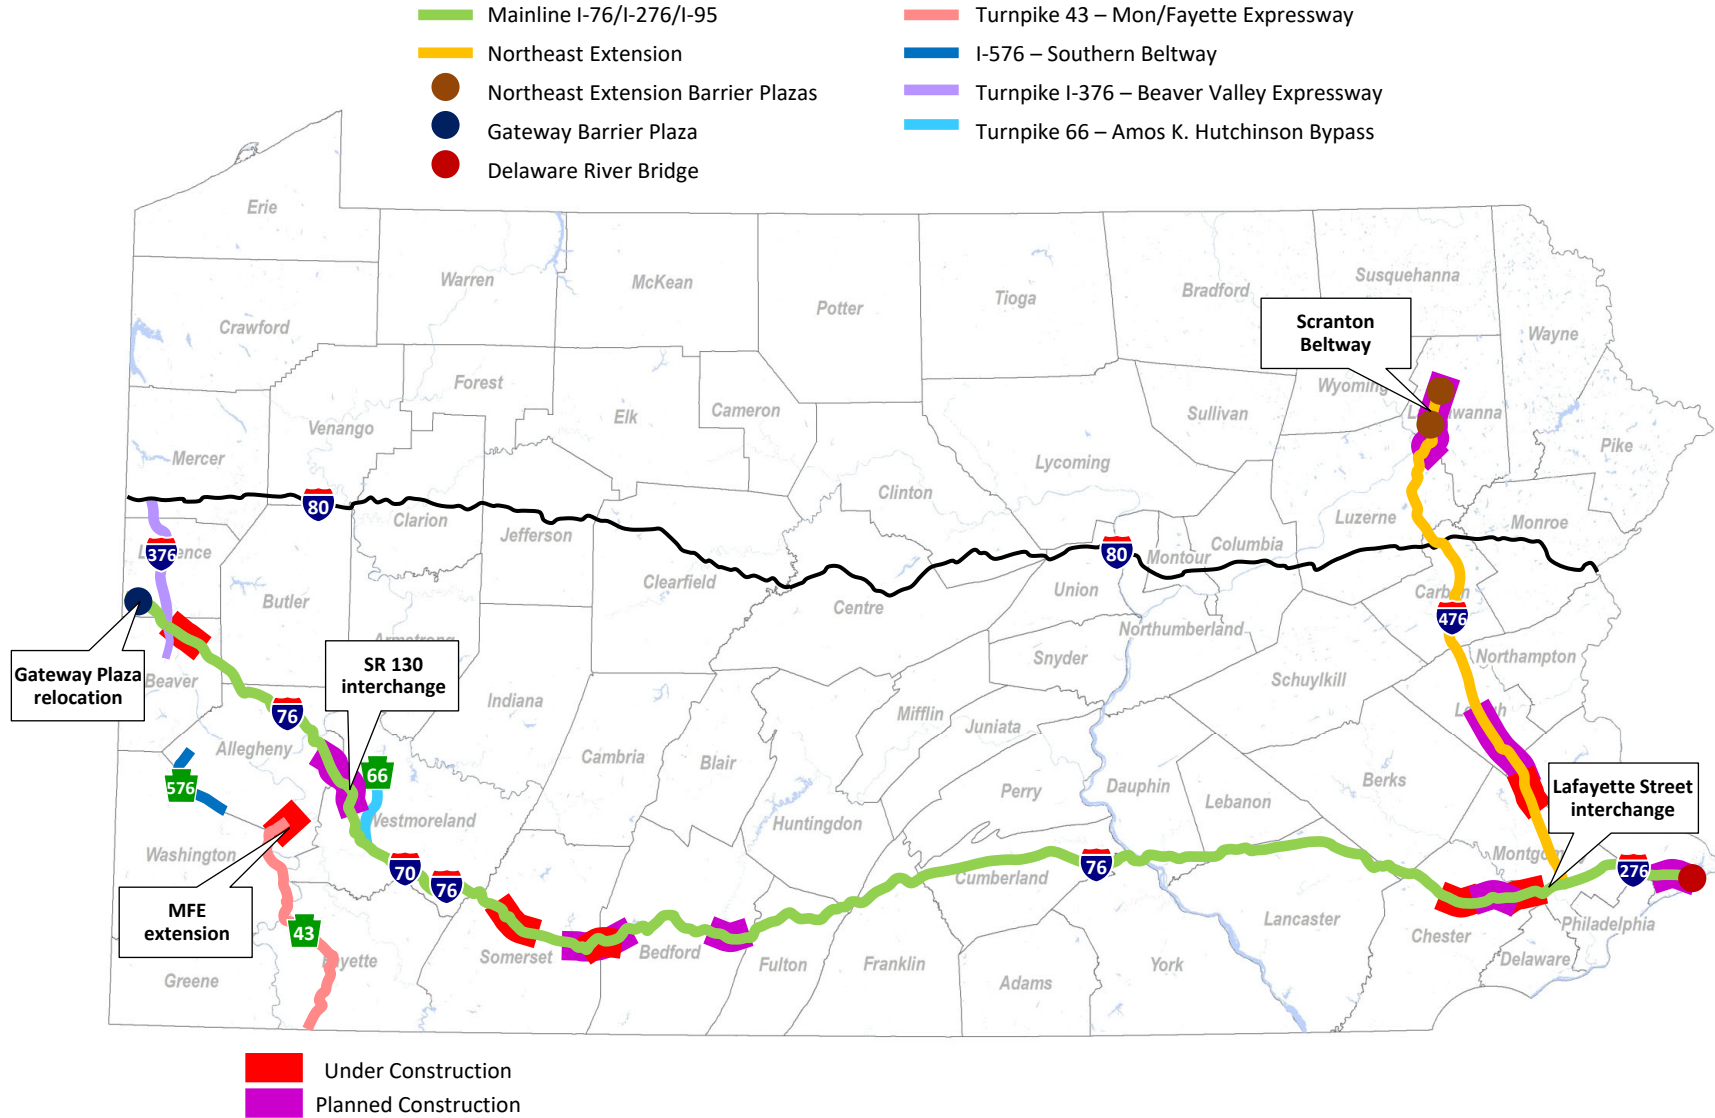 Mainline I-76/I-276/I-95
Northeast Extension
Northeast Extension Barrier Plazas
Gateway Barrier Plaza
Delaware River Bridge
Turnpike 43 – Mon/Fayette Expressway
I-576 – Southern Beltway
Turnpike I-376 – Beaver Valley Expressway
Turnpike 66 – Amos K. Hutchinson Bypass
Erie
Warren
McKean
Potter
Tioga
Bradford
Susquehanna
Crawford
Wayne
Scranton
Beltway
Forest
Elk
Cameron
Sullivan
Wyoming
Venango
Mercer
Lycoming
Pike
Clinton
80
Clarion
Jefferson
Luzerne
Monroe
376
Clearfield
80
Montour
Columbia
Butler
Centre
Union
Northumberland
476
Armstrong
Snyder
Northampton
Gateway Plaza
relocation
Beaver
SR 130
interchange
Indiana
Schuylkill
76
Mifflin
Juniata
Allegheny
Cambria
Blair
66
576
Perry
Dauphin
Berks
Lebanon
Lafayette Street
interchange
Westmoreland
Huntingdon
Washington
70
76
Cumberland
76
276
MFE
extension
43
Somerset
Bedford
Fulton
Franklin
Adams
York
Lancaster
Chester
Philadelphia
Delaware
Greene
Under Construction
Planned Construction